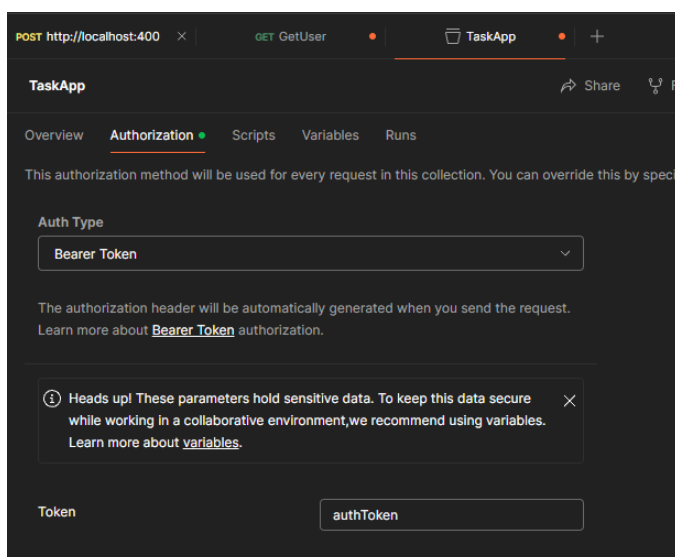 POST http://localhost:400 GET GetUser TaskApp
TaskApp Share
Overview Authorization Scripts Variables Runs
This authorization method will be used for every request in this collection. You can override this by
Auth Type
Bearer Token
The authorization header will be automatically generated when you send the request.
Learn more about Bearer Token authorization.
Heads up! These parameters hold sensitive data. To keep this data secure
while working in a collaborative environment,we recommend using variables.
Learn more about variables.
Token authToken